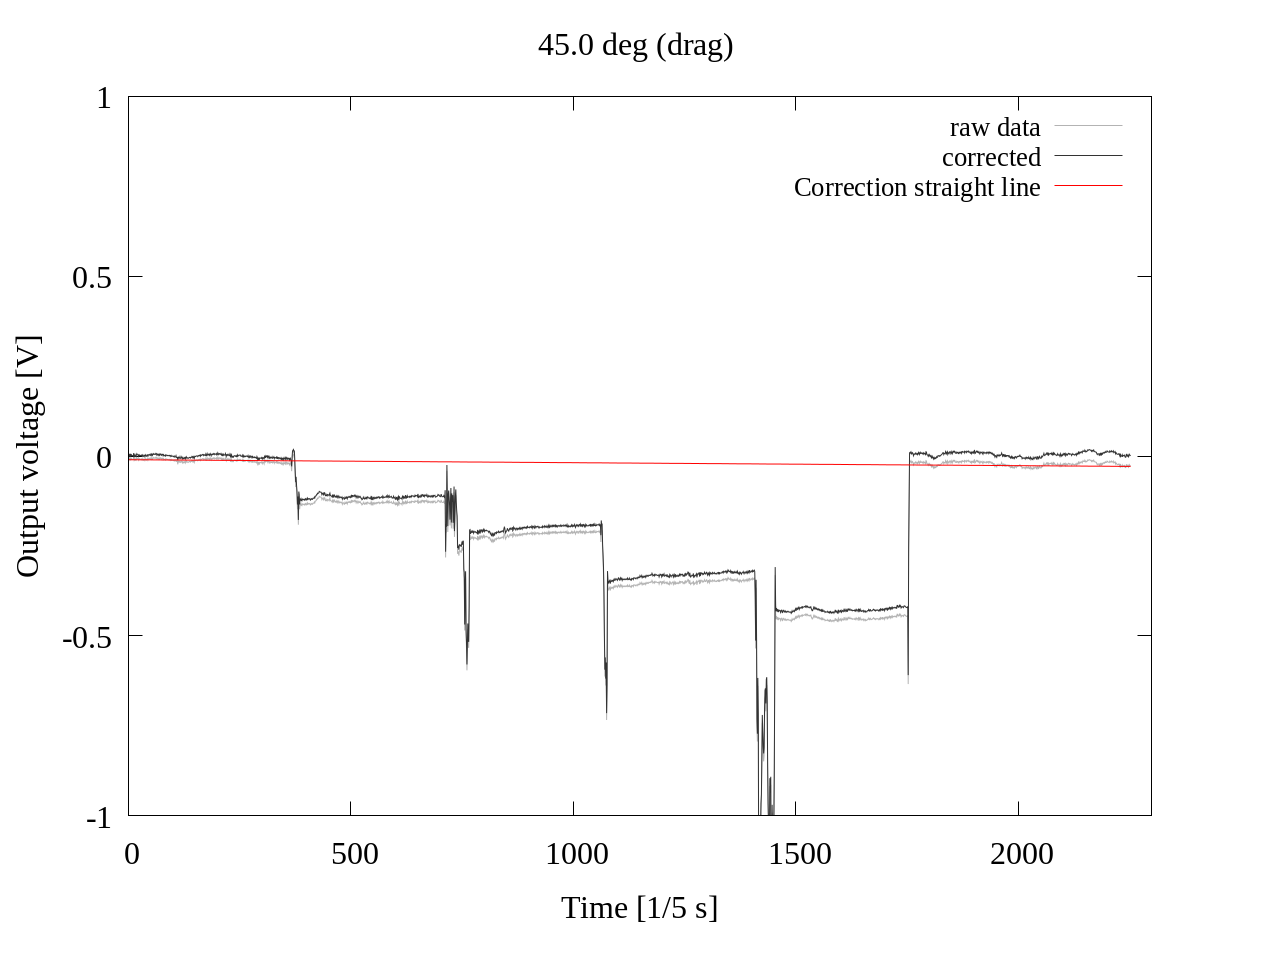 45.0 deg (drag)
1
raw data
corrected
Correction straight line
0.5
Output voltage [V]
0
-0.5
-1
0 500 1000 1500 2000
Time [1/5 s]